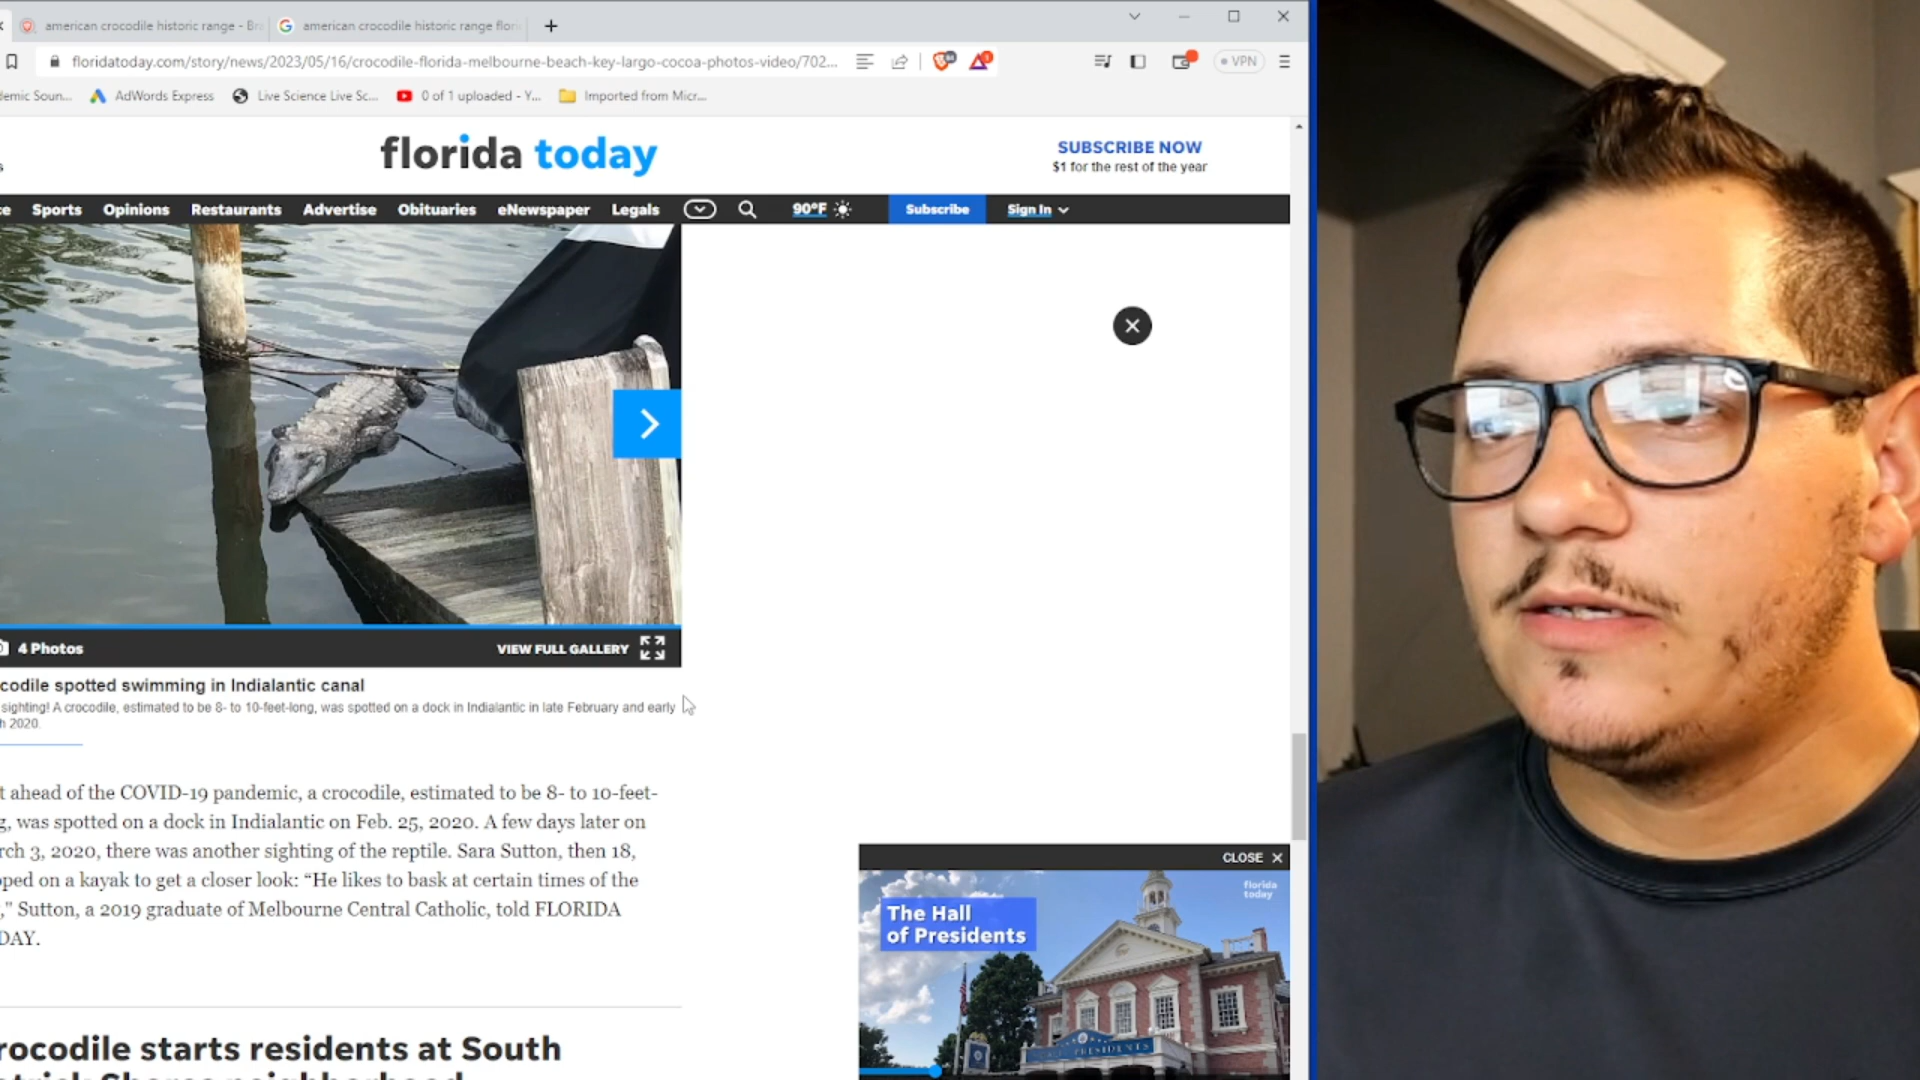 american crocodile historic range - Br
american crocodile historic range flori
floridatoday.com/story/news/2023/05/16/crocodile-florida-melbourne-beach-key-largo-cocoa-photos-video/702...
VPN
demic Soun...
AdWords Express
Live Science Live Sc...
0 of 1 uploaded - Y...
Imported from Micr...
florida today
SUBSCRIBE NOW
$1 for the rest of the year
ce
Sports
Opinions
Restaurants
Advertise
Obituaries
eNewspaper
Legals
90°F
Subscribe
Sign In
4 Photos
VIEW FULL GALLERY
codile spotted swimming in Indialantic canal
sighting! A crocodile, estimated to be 8- to 10-feet-long, was spotted on a dock in Indialantic in late February and early
h 2020.
t ahead of the COVID-19 pandemic, a crocodile, estimated to be 8- to 10-feet-
g, was spotted on a dock in Indialantic on Feb. 25, 2020. A few days later on
rch 3, 2020, there was another sighting of the reptile. Sara Sutton, then 18,
pped on a kayak to get a closer look: “He likes to bask at certain times of the
," Sutton, a 2019 graduate of Melbourne Central Catholic, told FLORIDA
DAY.
rocodile starts residents at South
CLOSE
florida
today
The Hall
of Presidents